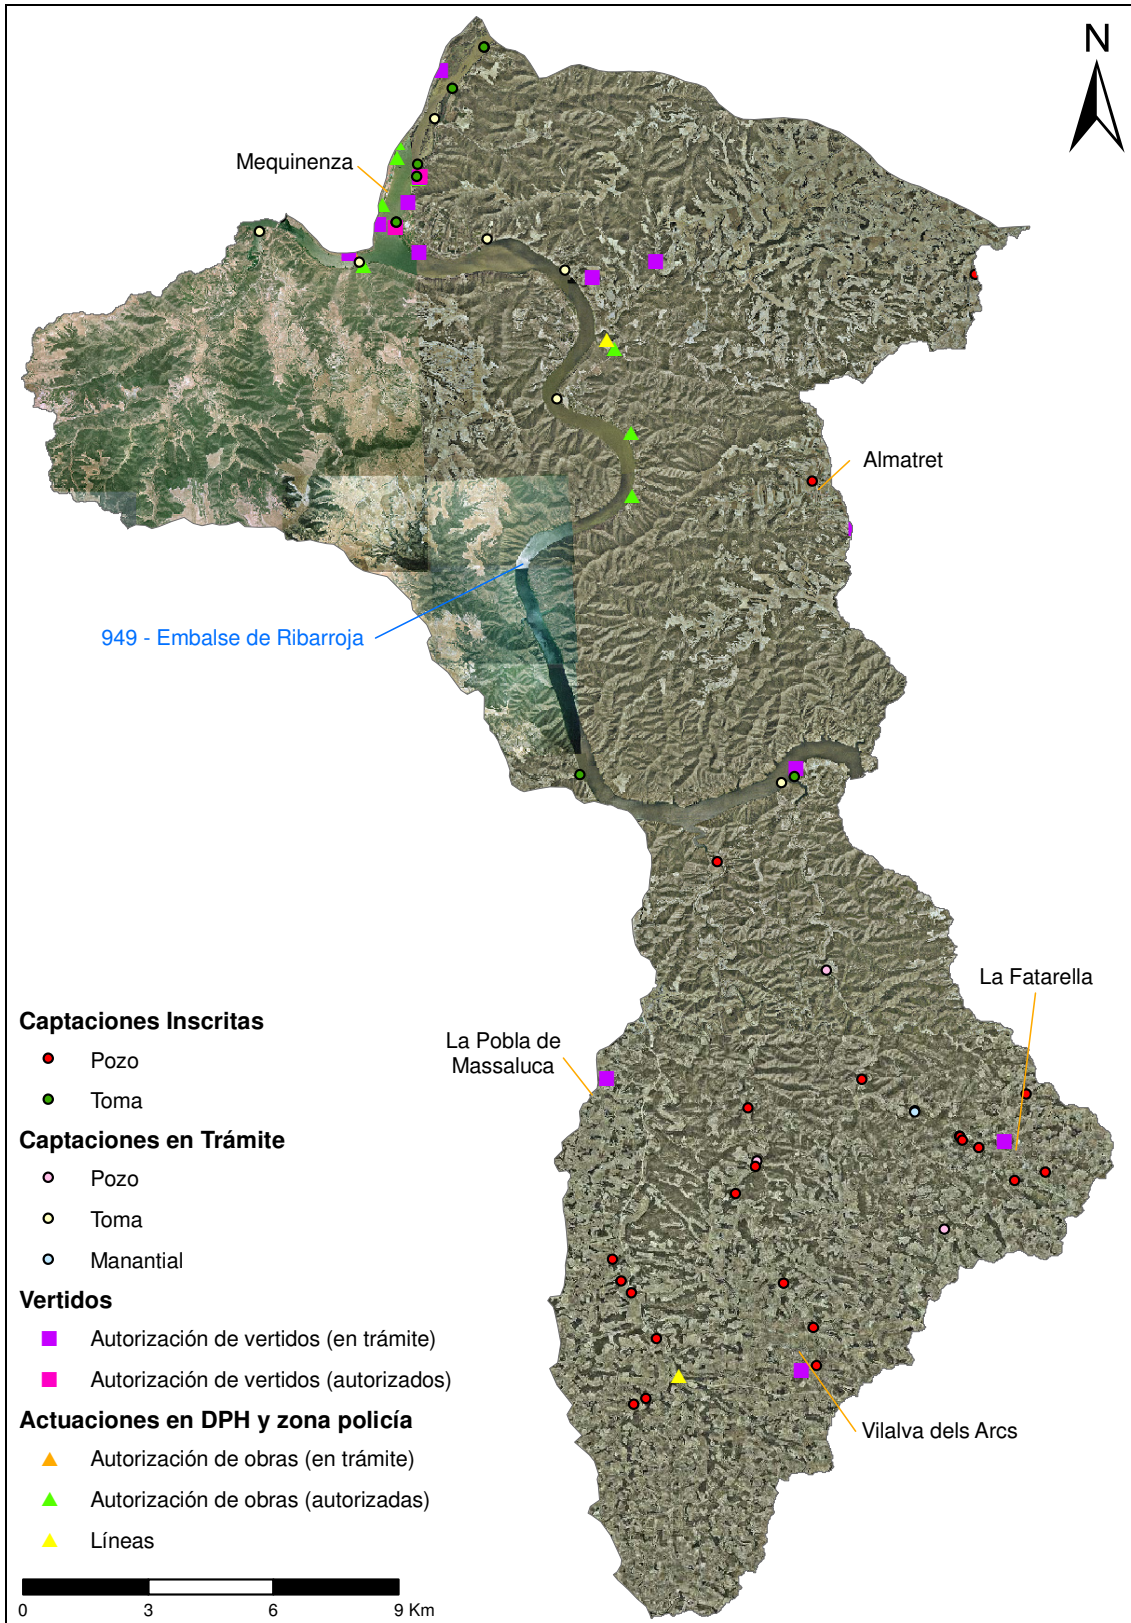 N
Mequinenza
Almatret
949 - Embalse de Ribarroja
La Fatarella
La Pobla de
Massaluca
Vilalva dels Arcs
Captaciones Inscritas
Pozo
Toma
Captaciones en Trámite
Pozo
Toma
Manantial
Vertidos
Autorización de vertidos (en trámite)
Autorización de vertidos (autorizados)
Actuaciones en DPH y zona policía
Autorización de obras (en trámite)
Autorización de obras (autorizadas)
Líneas
0 3 6 9 Km